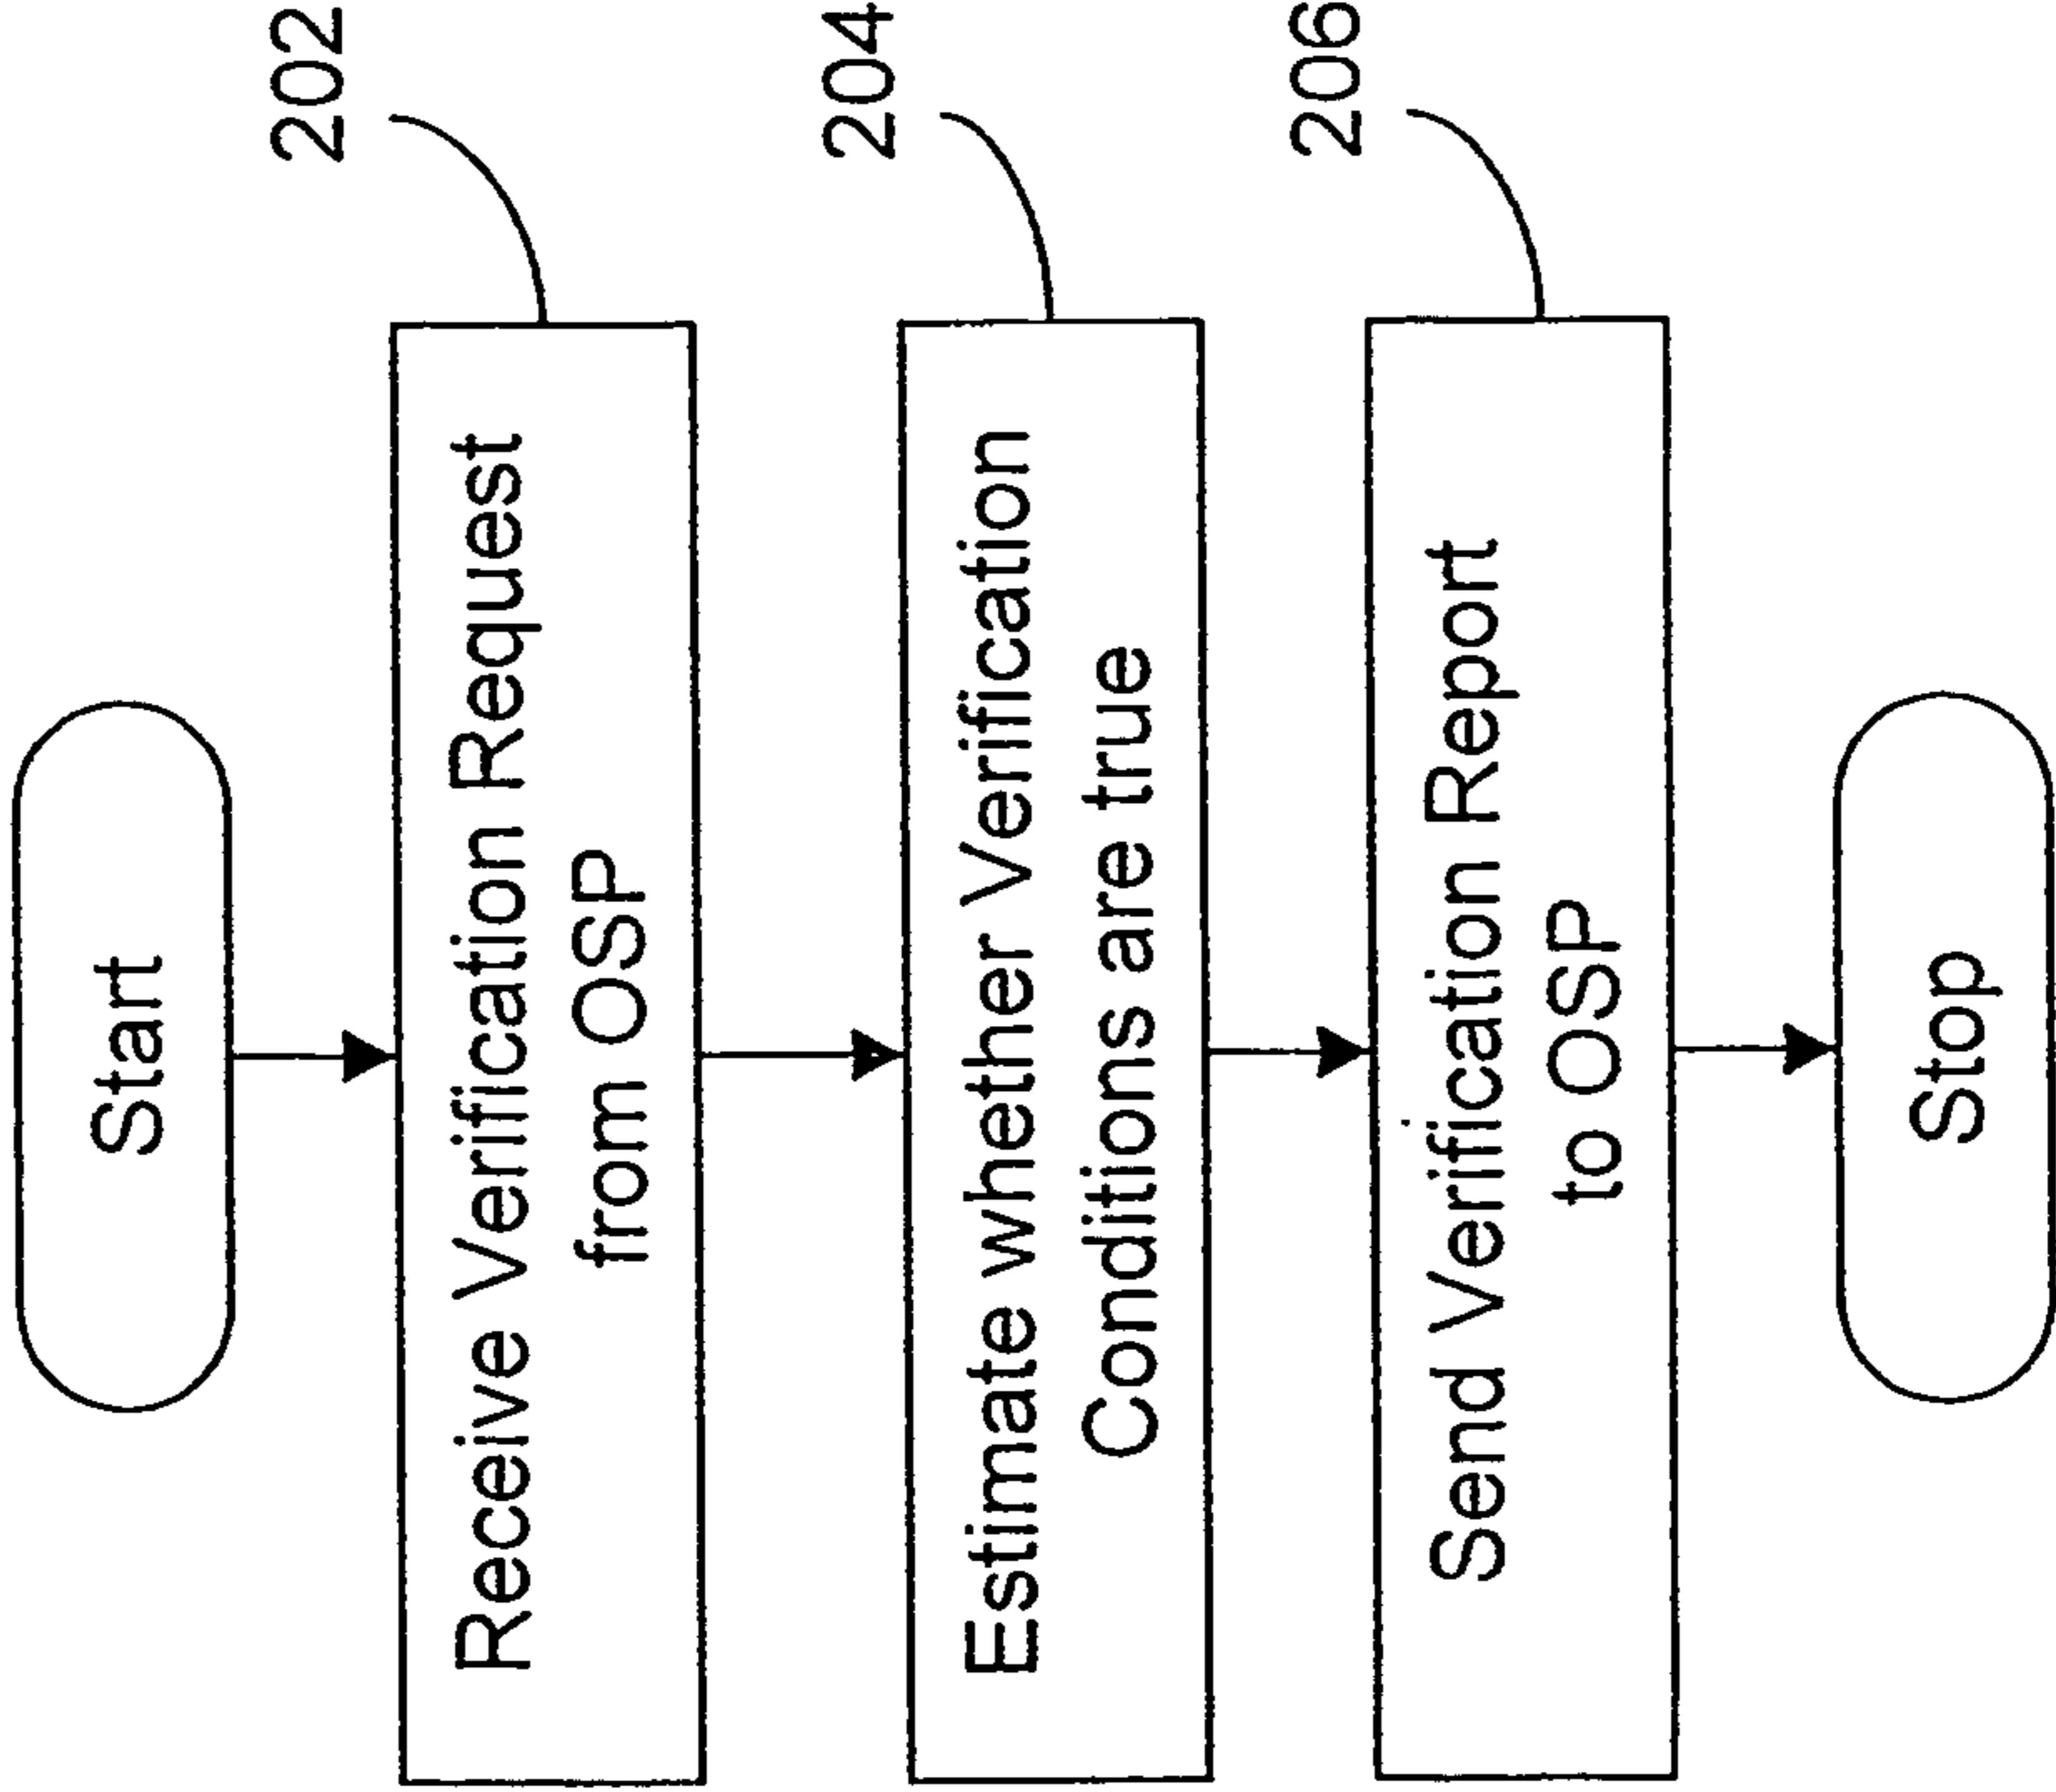 Start
202
Receive Verification Request
from OSP
204
Estimate whether Verification
Conditions are true
206
Send Verification Report
to OSP
Stop